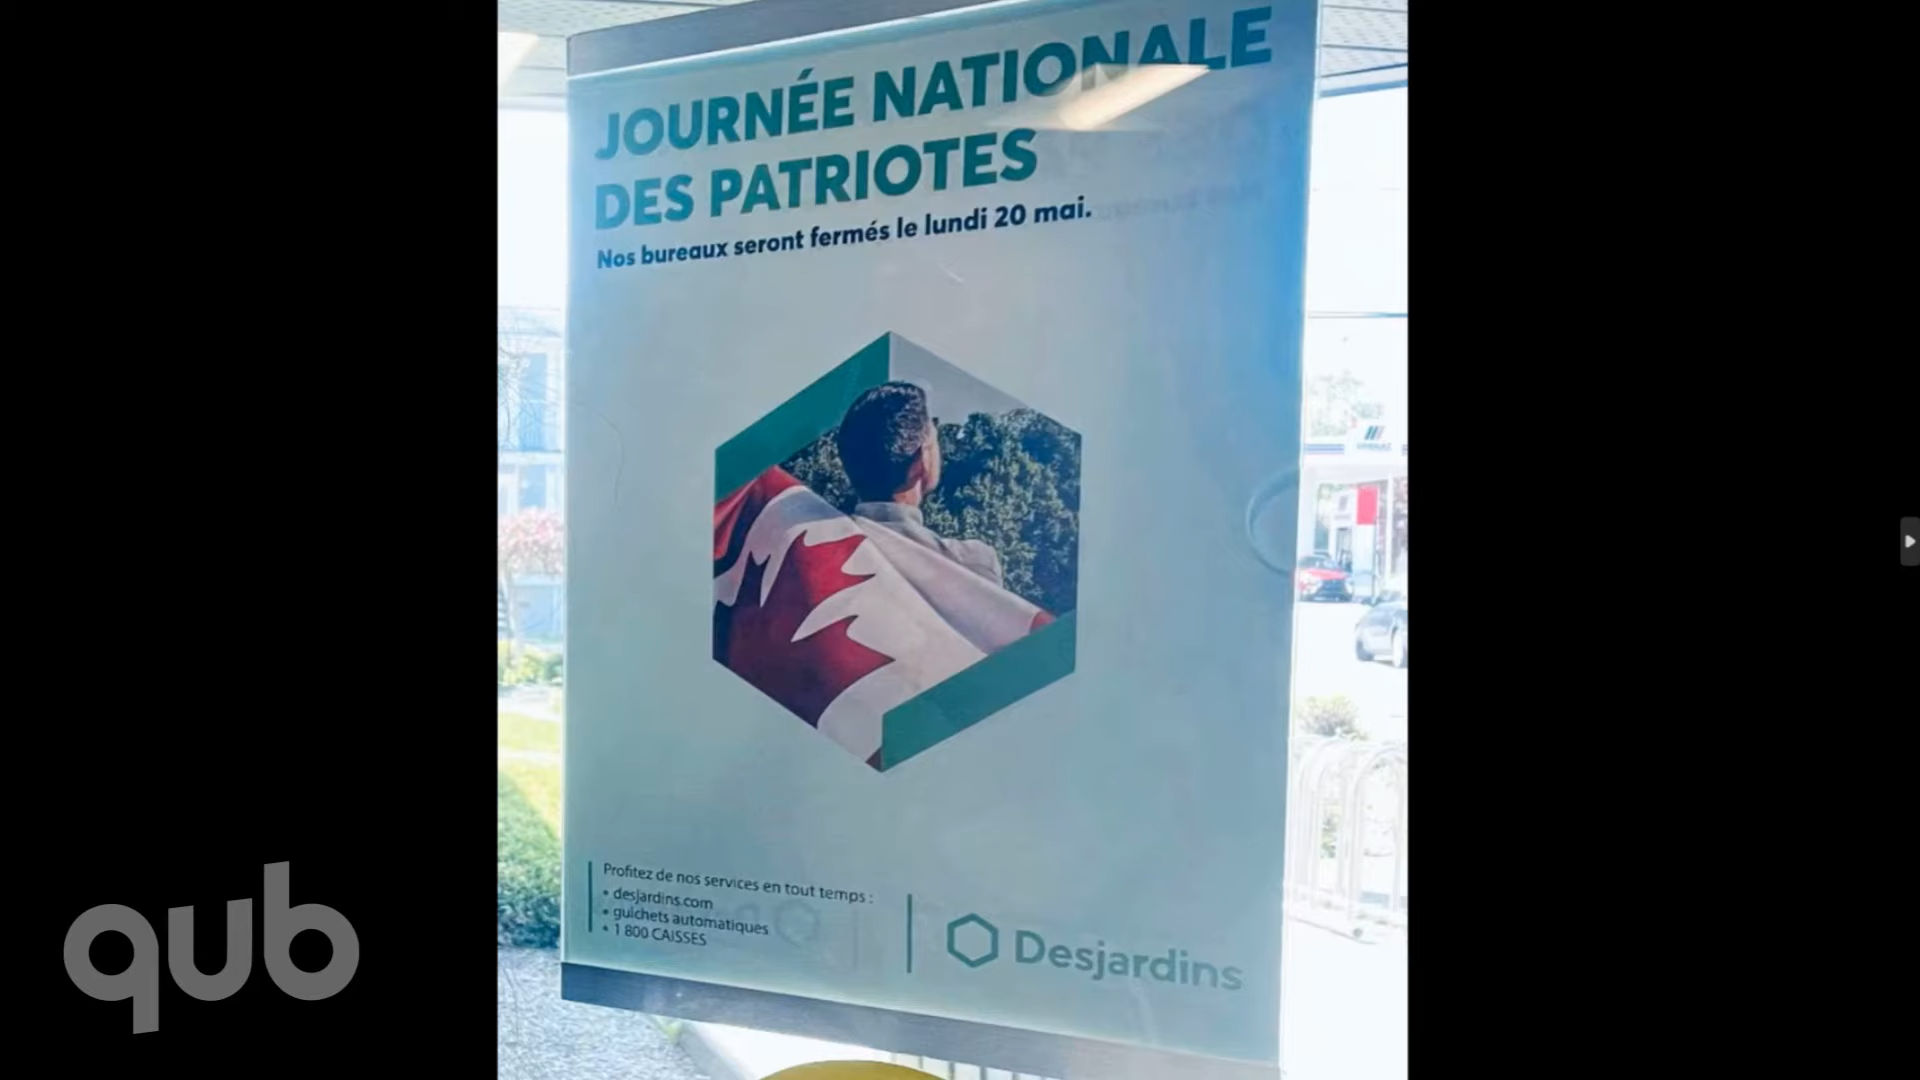 JOURNÉE NATIONALE
DES PATRIOTES
Nos bureaux seront fermés le lundi 20 mai.
Profitez de nos services en tout temps :
• desjardins.com
• guichets automatiques
• 1 800 CAISSES
Desjardins
qub